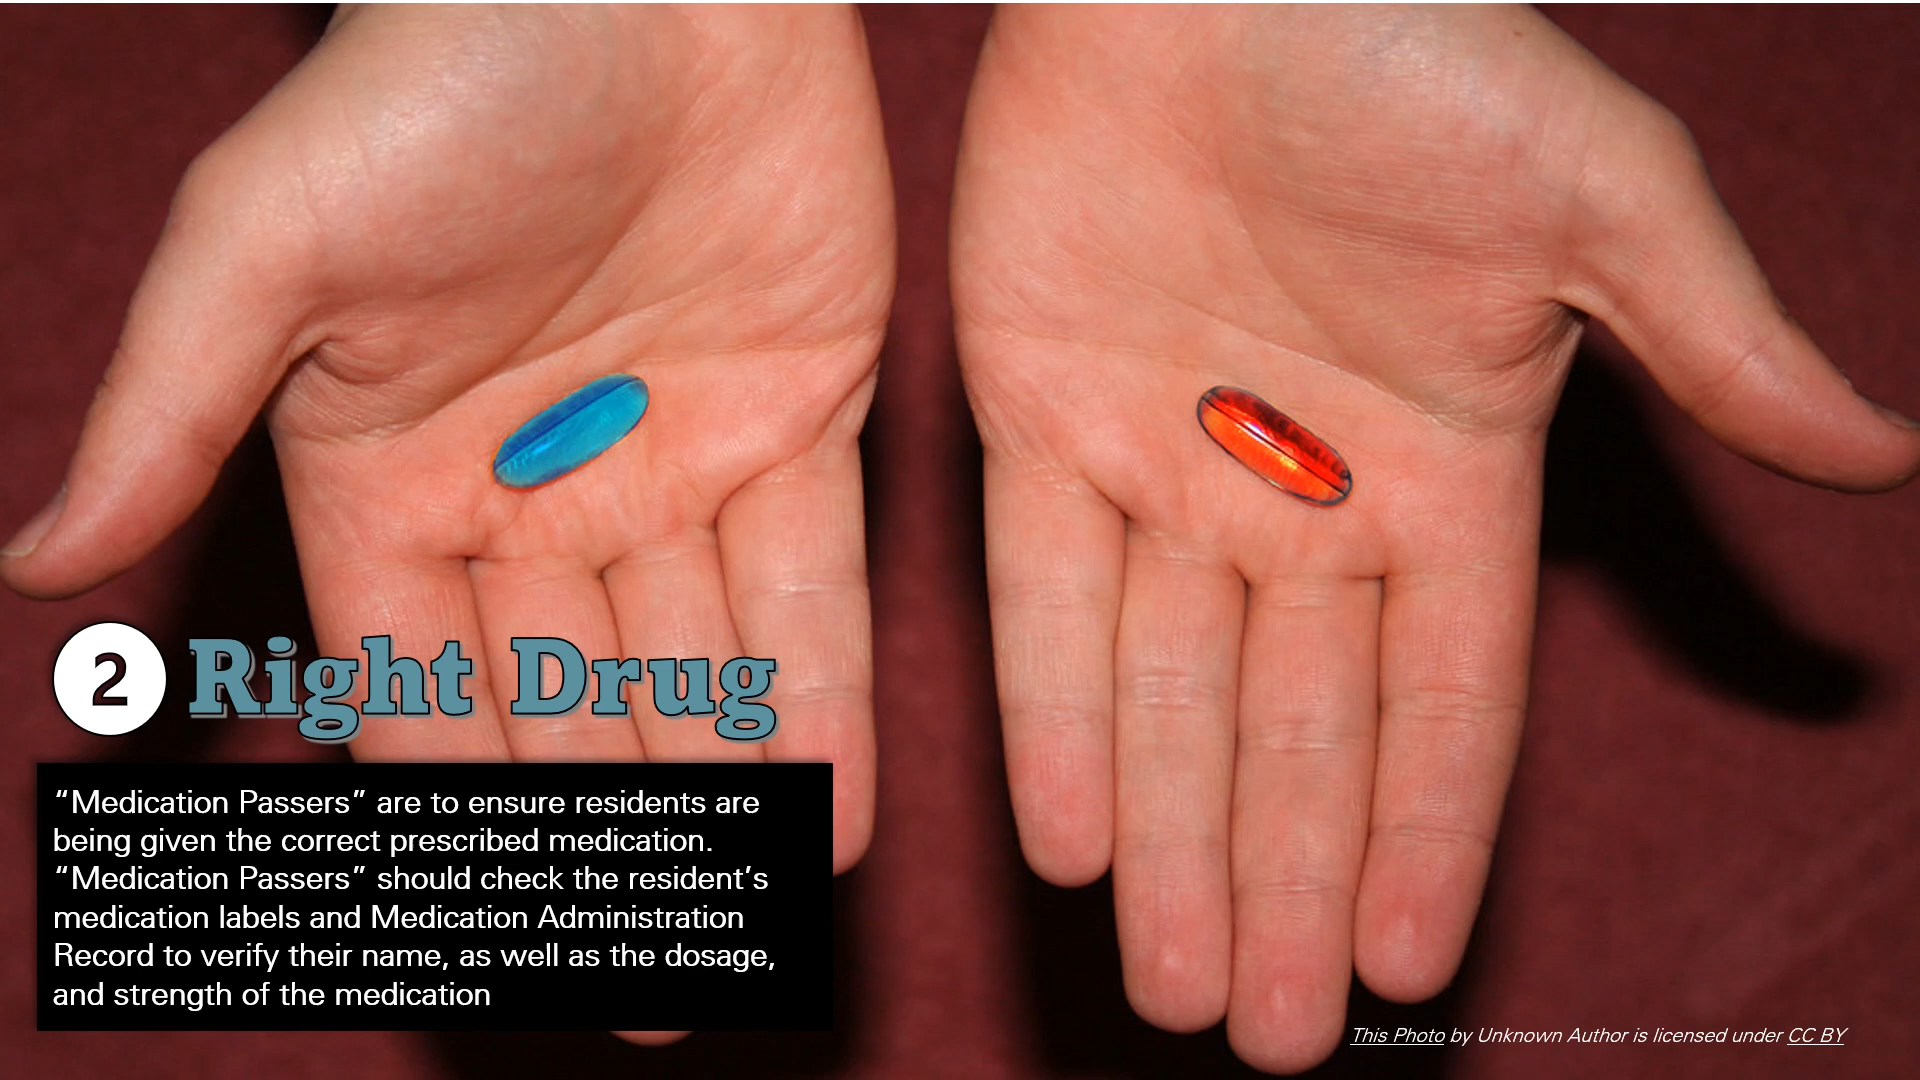 2
Right Drug
“Medication Passers” are to ensure residents are
being given the correct prescribed medication.
“Medication Passers” should check the resident’s
medication labels and Medication Administration
Record to verify their name, as well as the dosage,
and strength of the medication
This Photo by Unknown Author is licensed under CC BY